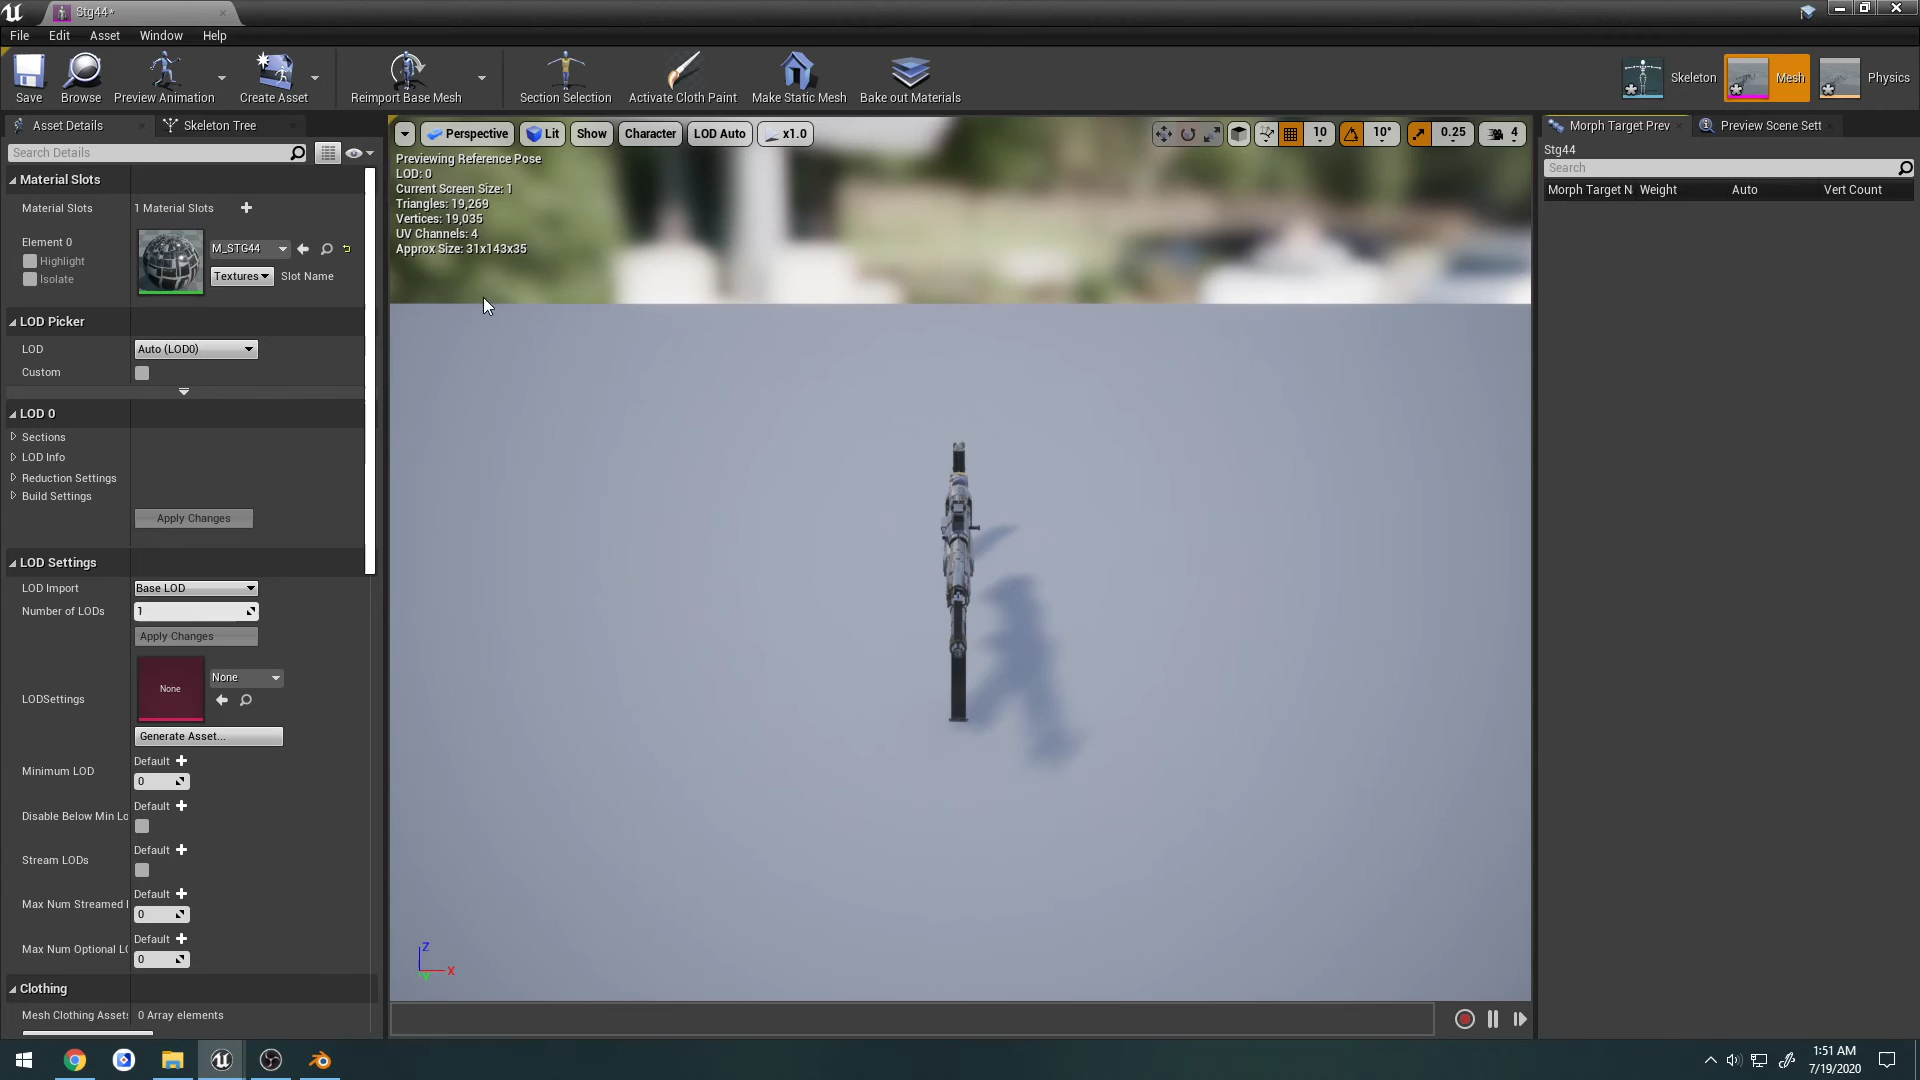 Stg44*
File Edit Asset Window Help
Save Browse Preview Animation Create Asset Reimport Base Mesh Section Selection Activate Cloth Paint Make Static Mesh Bake out Materials Skeleton Mesh Physics
Asset Details Skeleton Tree
Search Details
Material Slots
Material Slots 1 Material Slots
Element 0
Highlight
Isolate
M_STG44
Textures Slot Name
LOD Picker
LOD Auto (LOD0)
Custom
LOD 0
Sections
LOD Info
Reduction Settings
Build Settings
Apply Changes
LOD Settings
LOD Import Base LOD
Number of LODs 1
Apply Changes
LODSettings None None
Generate Asset...
Minimum LOD Default
0
Disable Below Min Lo Default
Stream LODs Default
Max Num Streamed Default
0
Max Num Optional LO Default
0
Clothing
Mesh Clothing Assets 0 Array elements
Perspective Lit Show Character LOD Auto x1.0 10 10° 0.25 4
Previewing Reference Pose
LOD: 0
Current Screen Size: 1
Triangles: 19,269
Vertices: 19,035
UV Channels: 4
Approx Size: 31x143x35
Z
X
Y
Morph Target Prev Preview Scene Sett
Stg44
Search
Morph Target N Weight Auto Vert Count
1:51 AM
7/19/2020